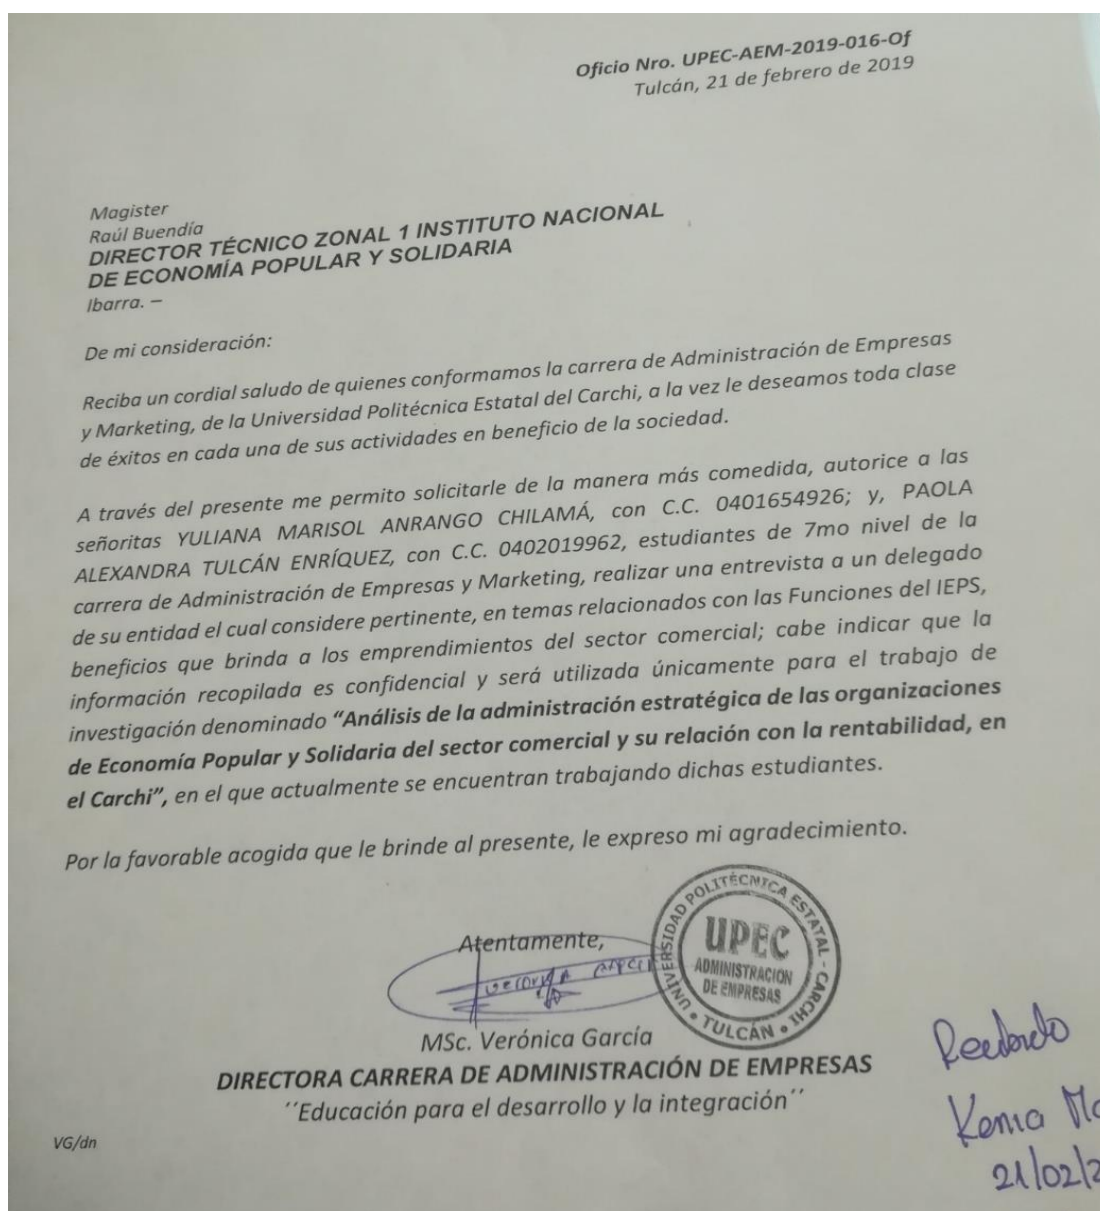 Oficio Nro. UPEC-AEM-2019-016-Of
Tulcán, 21 de febrero de 2019
Magister
Raúl Buendía
DIRECTOR TÉCNICO ZONAL 1 INSTITUTO NACIONAL
DE ECONOMÍA POPULAR Y SOLIDARIA
Ibarra. –
De mi consideración:
Reciba un cordial saludo de quienes conformamos la carrera de Administración de Empresas
y Marketing, de la Universidad Politécnica Estatal del Carchi, a la vez le deseamos toda clase
de éxitos en cada una de sus actividades en beneficio de la sociedad.
A través del presente me permito solicitarle de la manera más comedida, autorice a las
señoritas YULIANA MARISOL ANRANGO CHILAMÁ, con C.C. 0401654926; y, PAOLA
ALEXANDRA TULCÁN ENRÍQUEZ, con C.C. 0402019962, estudiantes de 7mo nivel de la
carrera de Administración de Empresas y Marketing, realizar una entrevista a un delegado
de su entidad el cual considere pertinente, en temas relacionados con las Funciones del IEPS,
beneficios que brinda a los emprendimientos del sector comercial; cabe indicar que la
información recopilada es confidencial y será utilizada únicamente para el trabajo de
investigación denominado “Análisis de la administración estratégica de las organizaciones
de Economía Popular y Solidaria del sector comercial y su relación con la rentabilidad, en
el Carchi”, en el que actualmente se encuentran trabajando dichas estudiantes.
Por la favorable acogida que le brinde al presente, le expreso mi agradecimiento.
Atentamente,
UNIVERSIDAD POLITÉCNICA ESTATAL - CARCHI
UPEC
ADMINISTRACION
DE EMPRESAS
• TULCÁN •
MSc. Verónica García
DIRECTORA CARRERA DE ADMINISTRACIÓN DE EMPRESAS
´´Educación para el desarrollo y la integración´´
VG/dn
Recibido
Kenia
21/02/2